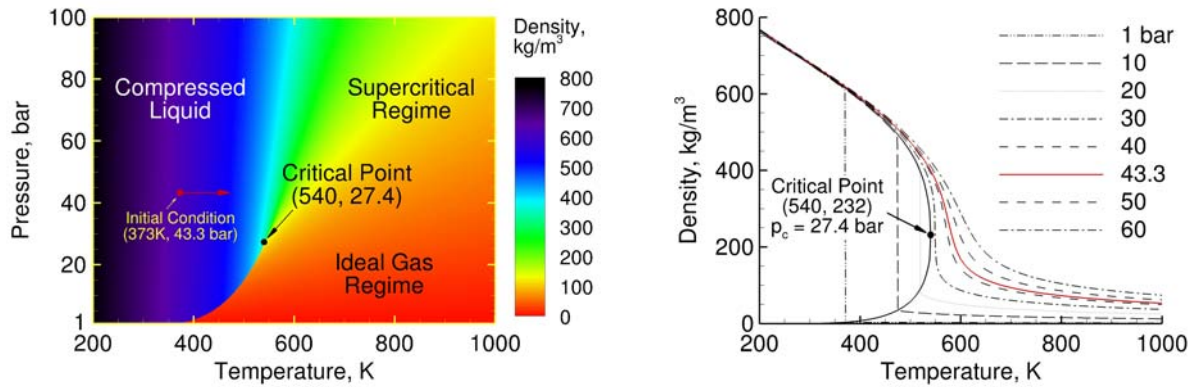 100
80
60
40
20
1
Pressure, bar
200
400
600
800
1000
Temperature, K
Compressed
Liquid
Supercritical
Regime
Critical Point
(540, 27.4)
Initial Condition
(373K, 43.3 bar)
Ideal Gas
Regime
Density,
kg/m³
800
700
600
500
400
300
200
100
0
800
600
400
200
0
Density, kg/m³
200
400
600
800
1000
Temperature, K
Critical Point
(540, 232)
p_c = 27.4 bar
1 bar
10
20
30
40
43.3
50
60